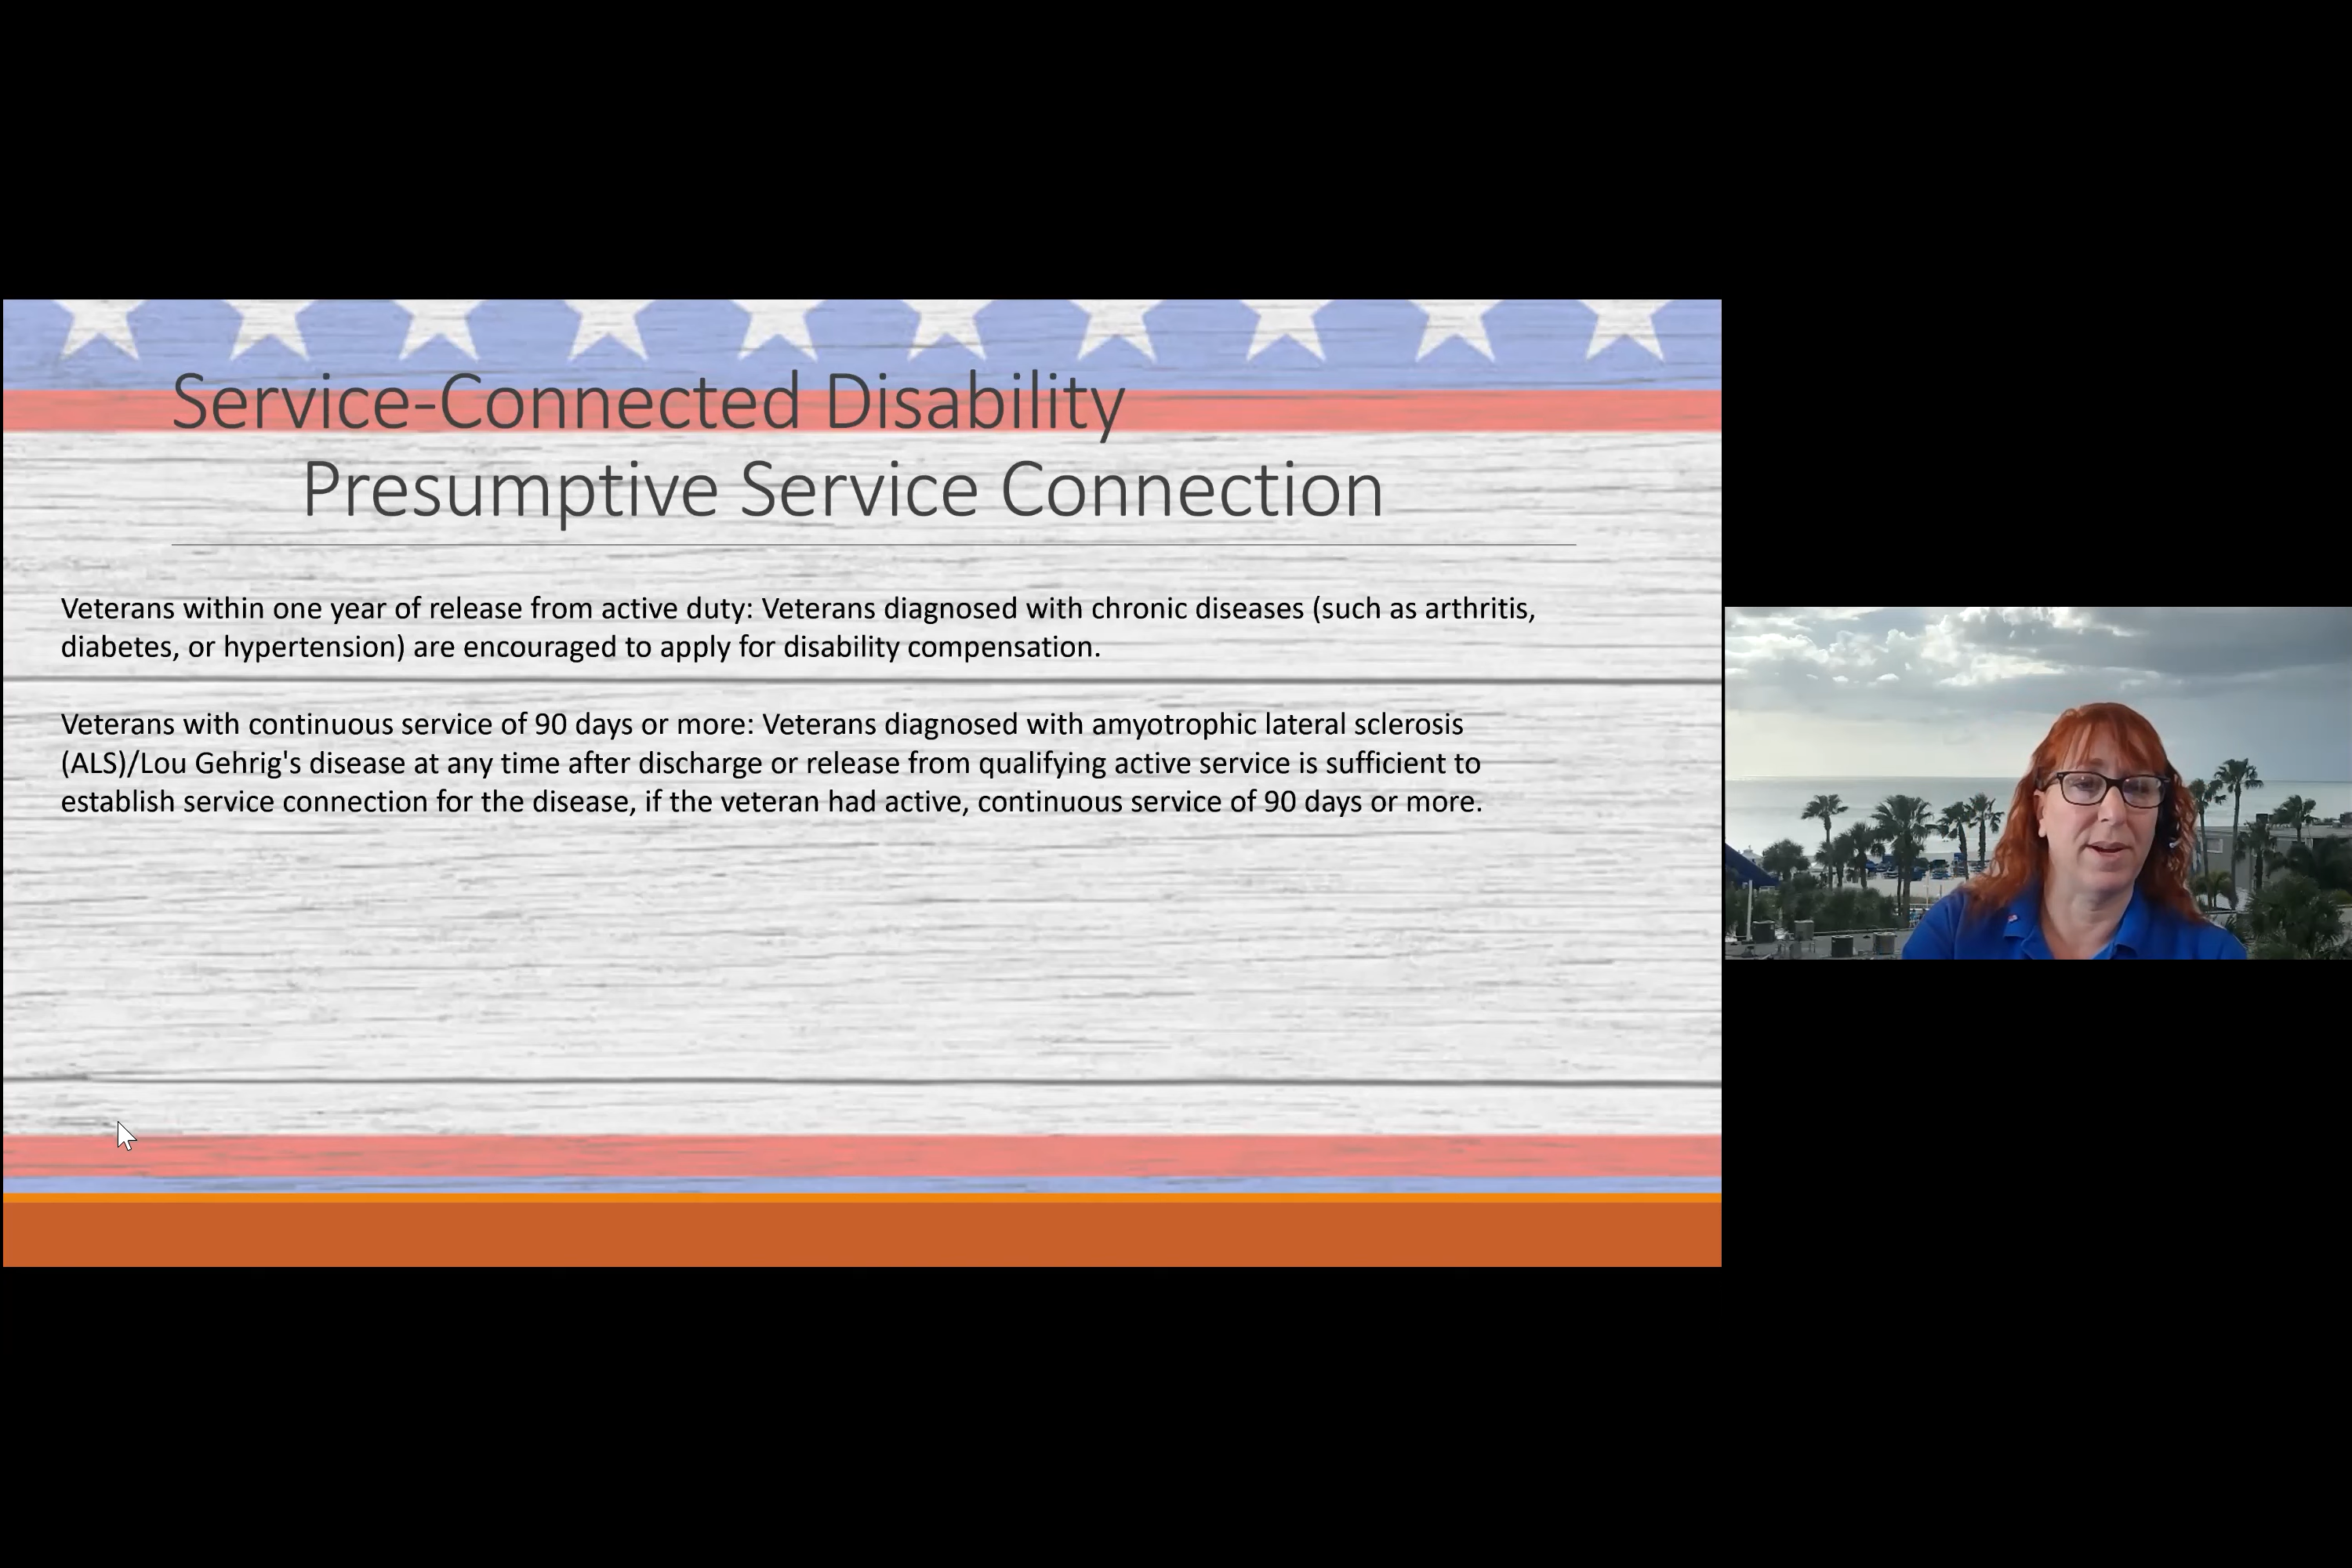 Service-Connected Disability
Presumptive Service Connection
Veterans within one year of release from active duty: Veterans diagnosed with chronic diseases (such as arthritis,
diabetes, or hypertension) are encouraged to apply for disability compensation.
Veterans with continuous service of 90 days or more: Veterans diagnosed with amyotrophic lateral sclerosis
(ALS)/Lou Gehrig's disease at any time after discharge or release from qualifying active service is sufficient to
establish service connection for the disease, if the veteran had active, continuous service of 90 days or more.